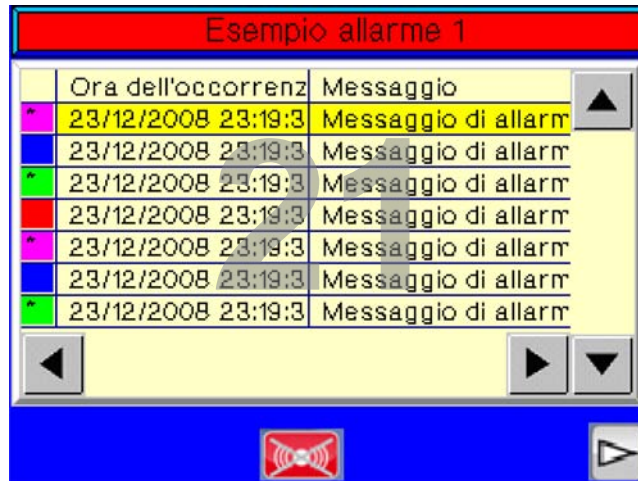 Esempio allarme 1
Ora dell'occorrenz Messaggio
* 23/12/2008 23:19:3 Messaggio di allarm
23/12/2008 23:19:3 Messaggio di allarm
* 23/12/2008 23:19:3 Messaggio di allarm
23/12/2008 23:19:3 Messaggio di allarm
* 23/12/2008 23:19:3 Messaggio di allarm
23/12/2008 23:19:3 Messaggio di allarm
* 23/12/2008 23:19:3 Messaggio di allarm
21